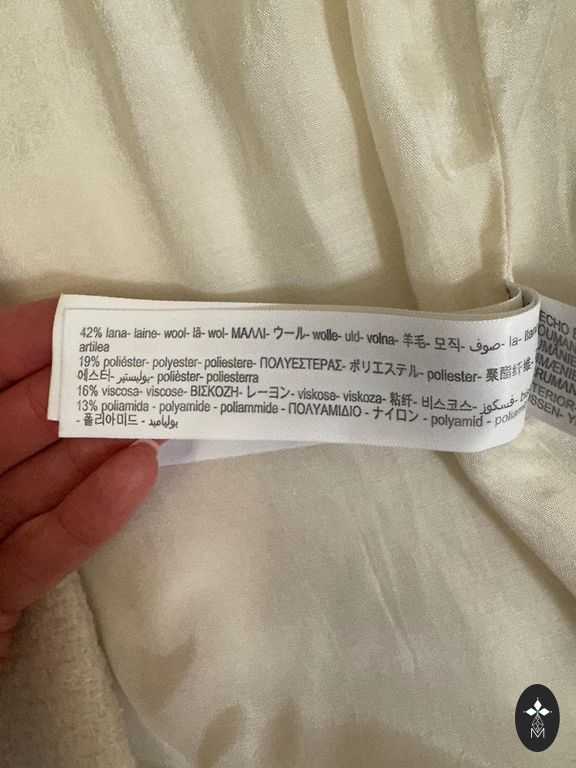 42% lana- laine- wool- lã- wol- ΜΑΛΛΙ- ウール- wolle- uld- volna- 羊毛- 모직- صوف - la- llana
artilea
19% poliéster- polyester- poliestere- ΠΟΛΥΕΣΤΕΡΑΣ- ポリエステル- poliester- 聚酯纤维-
에스터- بوليستير- polièster- poliesterra
16% viscosa- viscose- ΒΙΣΚΟΖΗ- レーヨン- viskose- viskoza- 粘纤- 비스코스- فسكوز-
13% poliamida - polyamide - poliammide - ΠΟΛΥΑΜΙΔΙΟ - ナイロン - polyamid -
- 폴리아미드 - بولياميد
ECHO